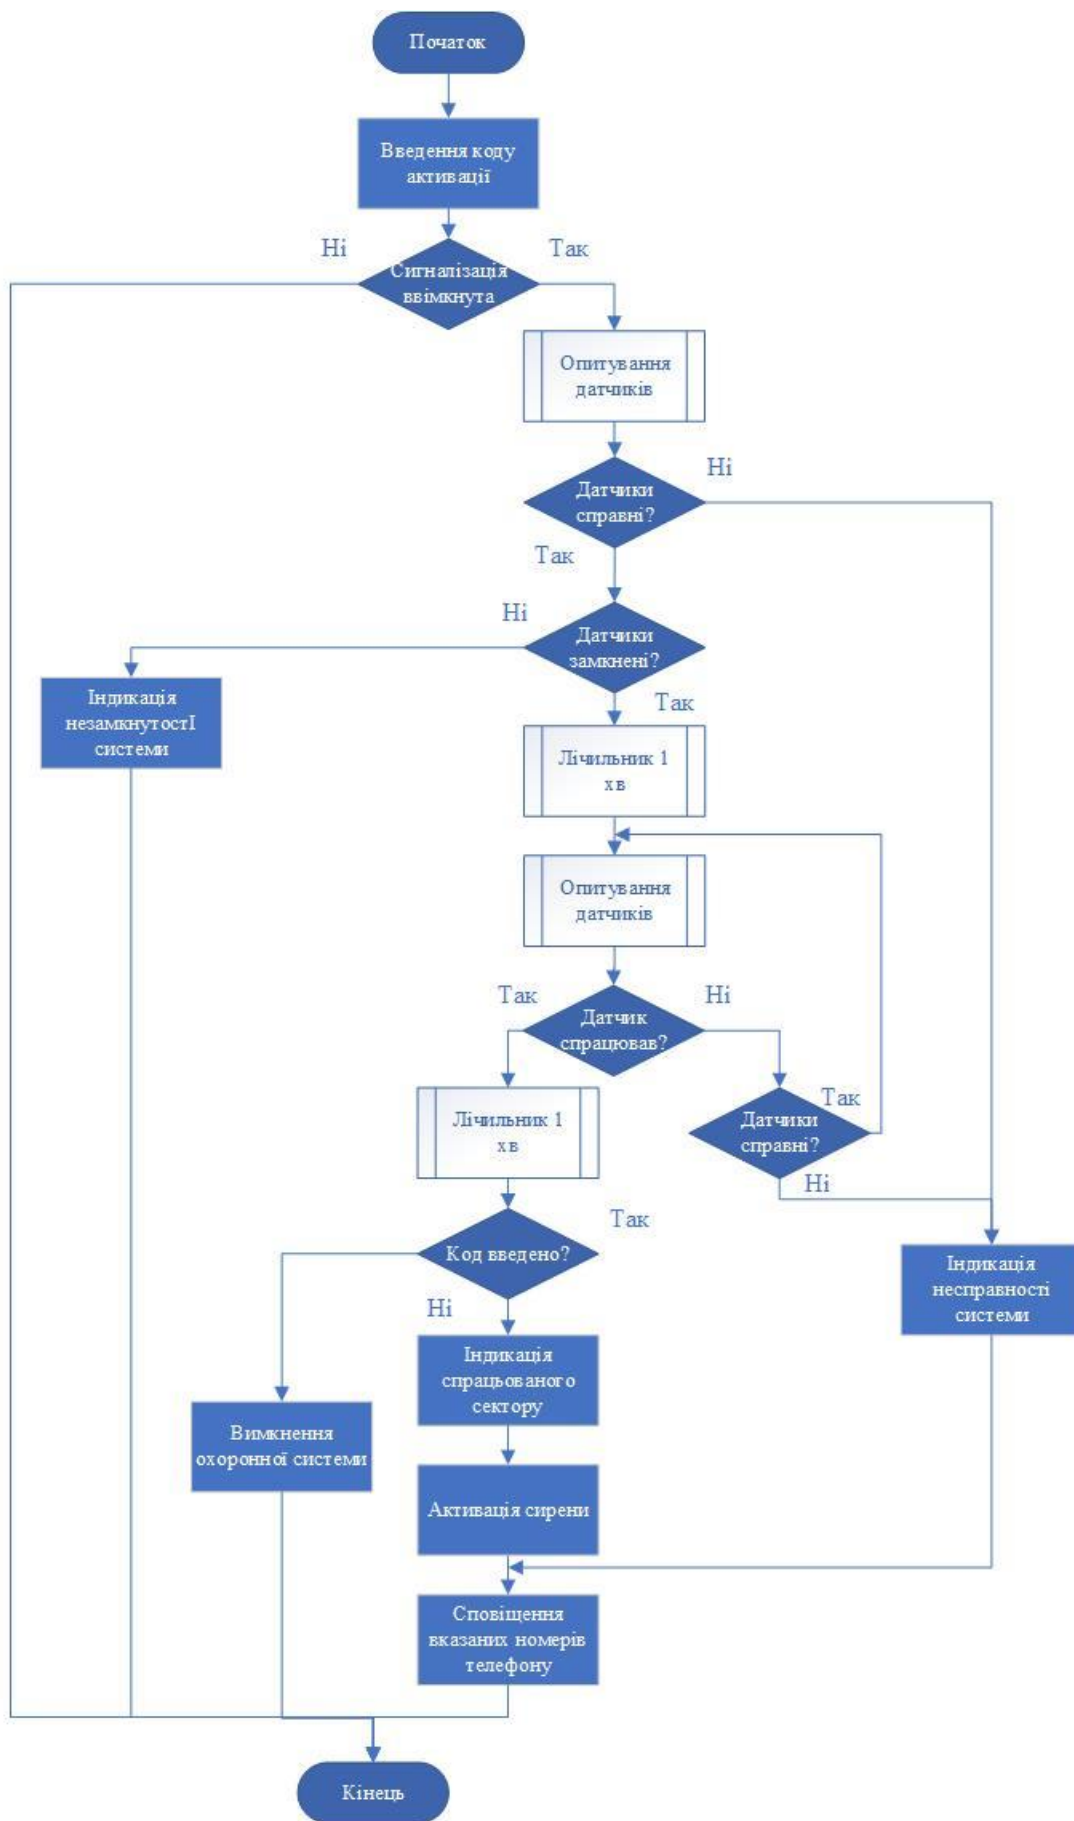 Початок
Введення коду
активації
Ні
Так
Сигналізація
ввімкнута
Опитування
датчиків
Ні
Датчики
справні?
Так
Ні
Датчики
замкнені?
Індикація
незамкнутостІ
системи
Так
Лічильник 1
хв
Опитування
датчиків
Так
Ні
Датчик
спрацював?
Лічильник 1
хв
Так
Датчики
справні?
Ні
Так
Код введено?
Індикація
несправності
системи
Ні
Індикація
спрацьованого
сектору
Вимкнення
охоронної системи
Активація сирени
Сповіщення
вказаних номерів
телефону
Кінець